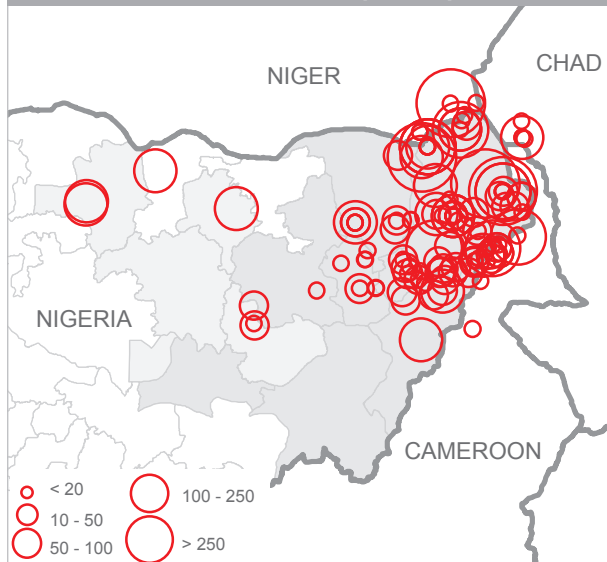 NIGER
CHAD
NIGERIA
CAMEROON
< 20
10 - 50
50 - 100
100 - 250
> 250